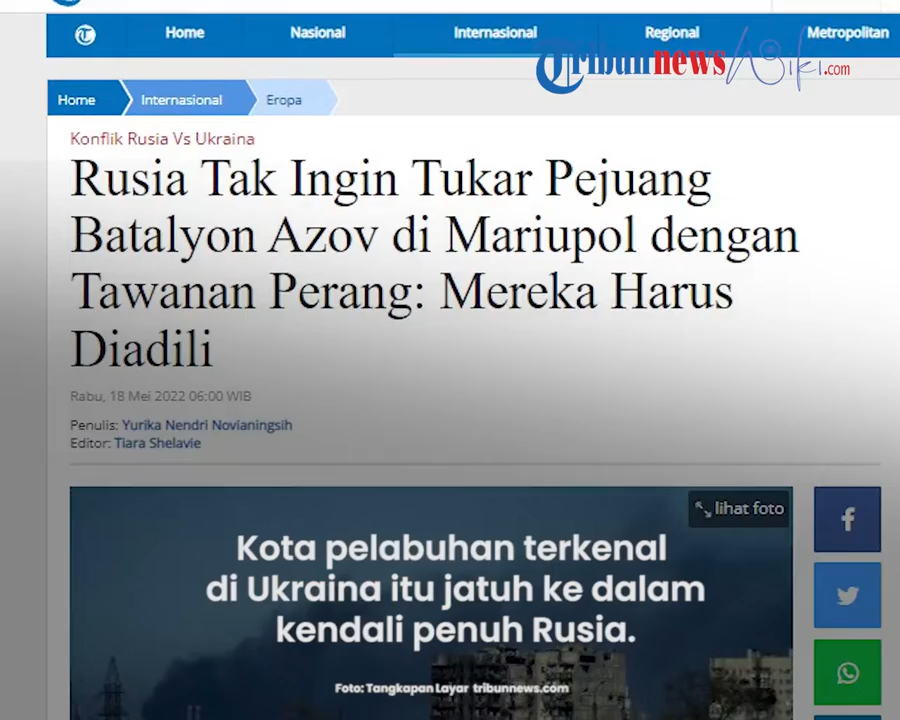 Home Nasional Internasional Regional Metropolitan
Tribunnews Wiki.com
Home Internasional Eropa
Konflik Rusia Vs Ukraina
Rusia Tak Ingin Tukar Pejuang
Batalyon Azov di Mariupol dengan
Tawanan Perang: Mereka Harus
Diadili
Rabu, 18 Mei 2022 06:00 WIB
Penulis: Yurika Nendri Novianingsih
Editor: Tiara Shelavie
lihat foto
Kota pelabuhan terkenal
di Ukraina itu jatuh ke dalam
kendali penuh Rusia.
Foto: Tangkapan Layar tribunnews.com